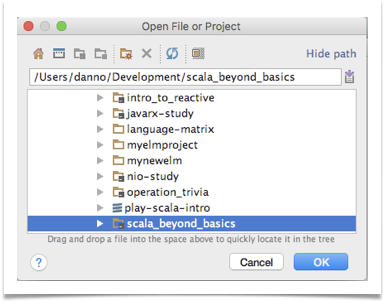 Open File or Project
Hide path
/Users/danno/Development/scala_beyond_basics
intro_to_reactive
javarx-study
language-matrix
myelmproject
mynewelm
nio-study
operation_trivia
play-scala-intro
scala_beyond_basics
Drag and drop a file into the space above to quickly locate it in the tree
?
Cancel
OK